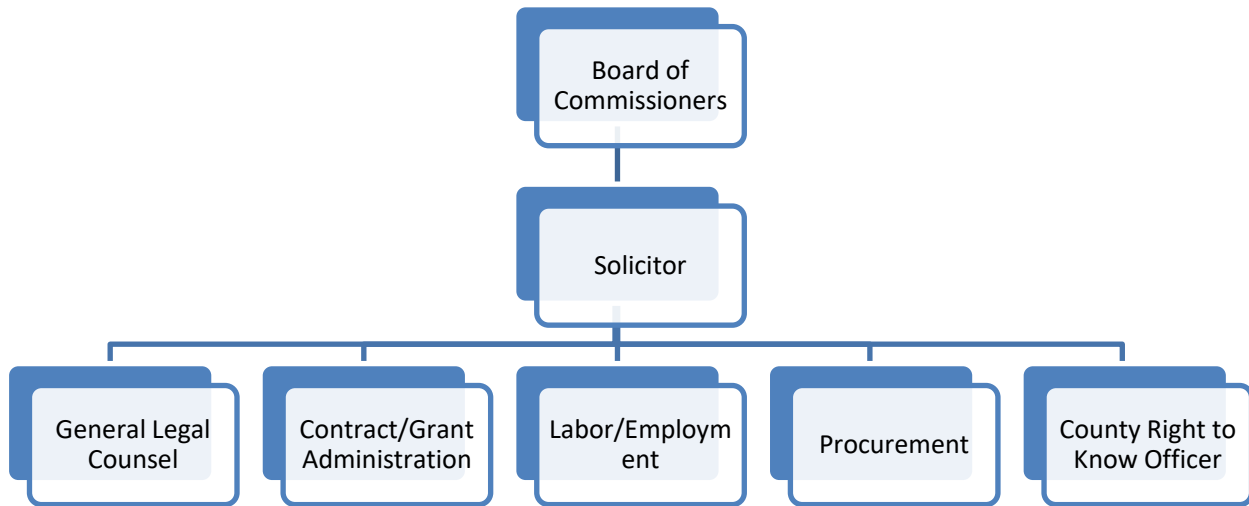 Board of
Commissioners
Solicitor
General Legal
Counsel
Contract/Grant
Administration
Labor/Employm
ent
Procurement
County Right to
Know Officer